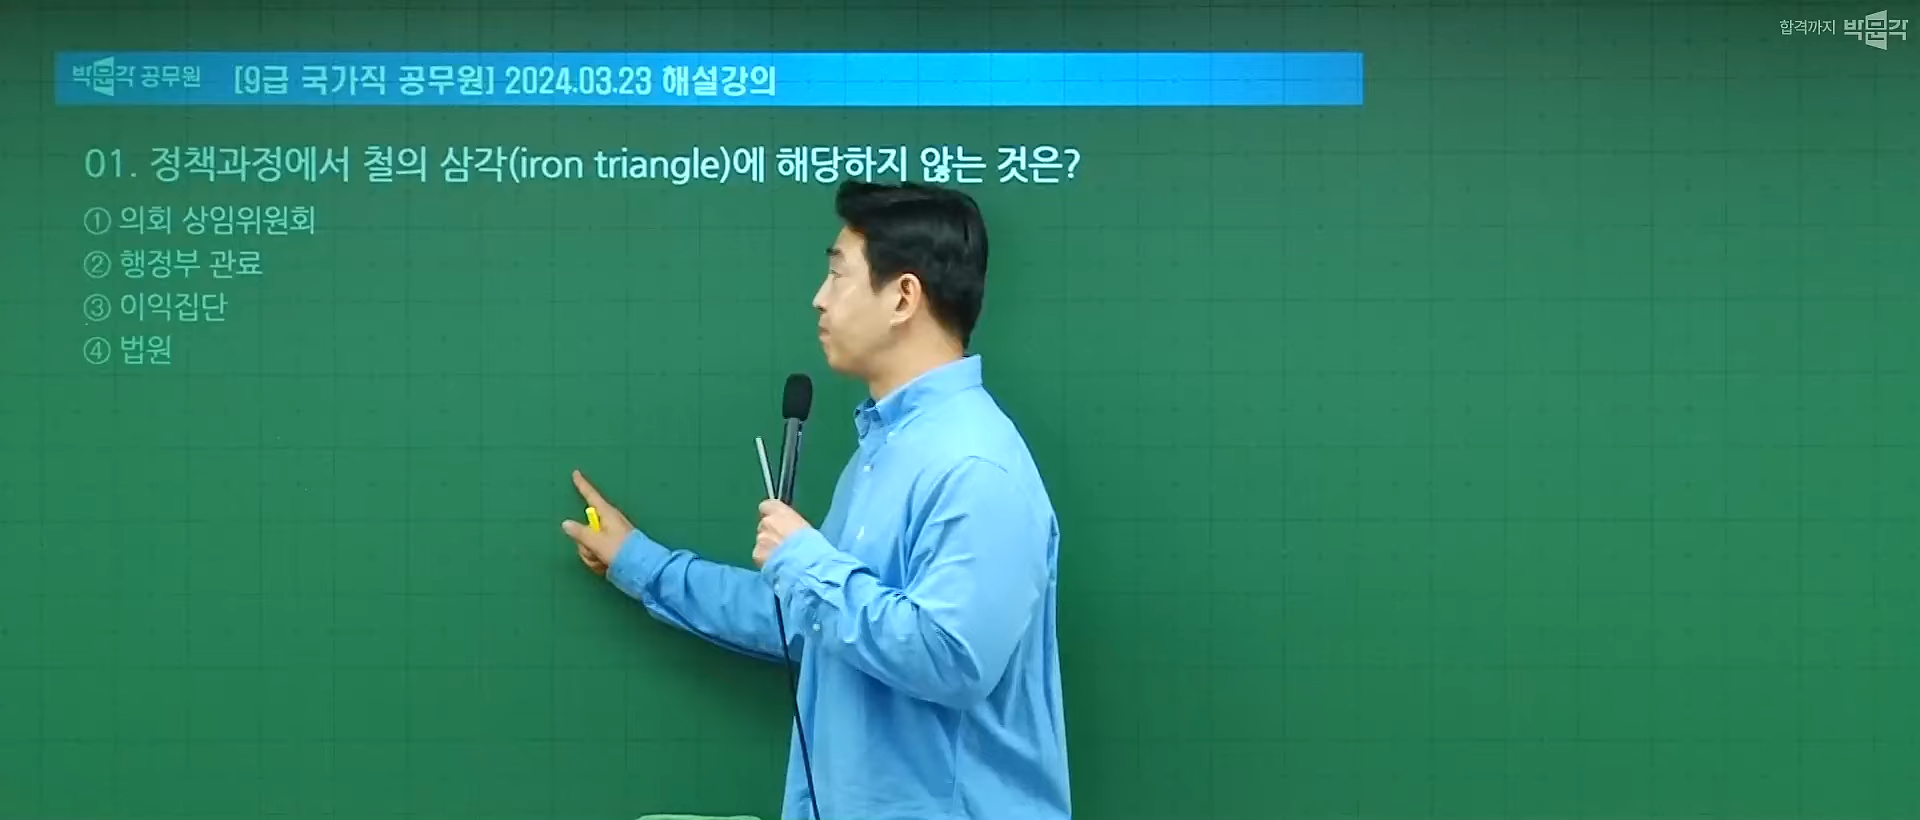 합격까지 박문각
박문각 공무원 [9급 국가직 공무원] 2024.03.23 해설강의
01. 정책과정에서 철의 삼각(iron triangle)에 해당하지 않는 것은?
① 의회 상임위원회
② 행정부 관료
③ 이익집단
④ 법원